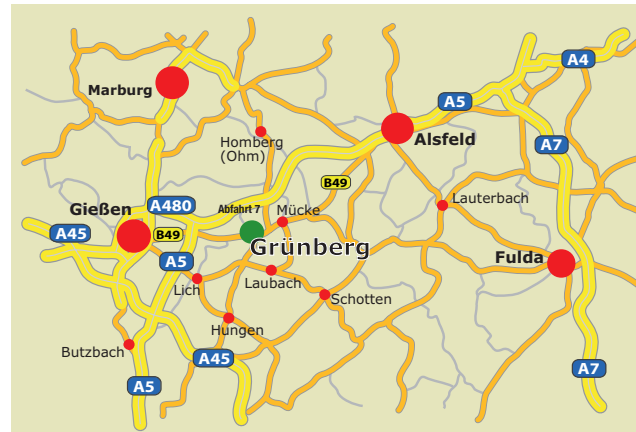 A4
Marburg
A5
Alsfeld
Homberg
(Ohm)
A7
B49
Lauterbach
Gießen
A480
Abfahrt 7
Mücke
A45
B49
Grünberg
A5
Fulda
Lich
Laubach
Schotten
Hungen
Butzbach
A45
A7
A5